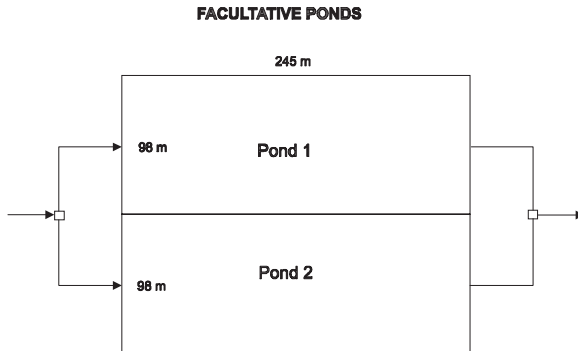 FACULTATIVE PONDS
245 m
98 m
Pond 1
98 m
Pond 2